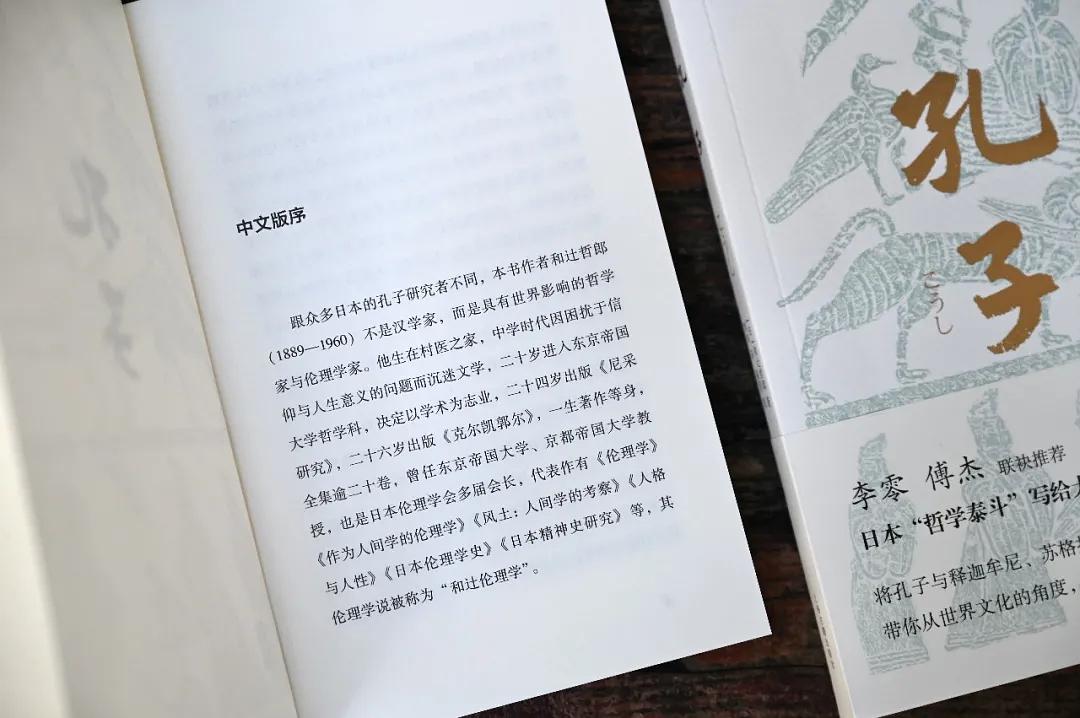 中文版序
跟众多日本的孔子研究者不同，本书作者和辻哲郎
（1889—1960）不是汉学家，而是具有世界影响的哲学
家与伦理学家。他生在村医之家，中学时代因困扰于信
仰与人生意义的问题而沉迷文学，二十岁进入东京帝国
大学哲学科，决定以学术为志业，二十四岁出版《尼采
研究》，二十六岁出版《克尔凯郭尔》，一生著作等身，
全集逾二十卷，曾任东京帝国大学、京都帝国大学教
授，也是日本伦理学会多届会长，代表作有《伦理学》
《作为人间学的伦理学》《风土：人间学的考察》《人格
与人性》《日本伦理学史》《日本精神史研究》等，其
伦理学说被称为“和辻伦理学”。
孔
子
こうし
李零 傅杰 联袂推荐
日本“哲学泰斗”写给大
将孔子与释迦牟尼、苏格拉
带你从世界文化的角度，